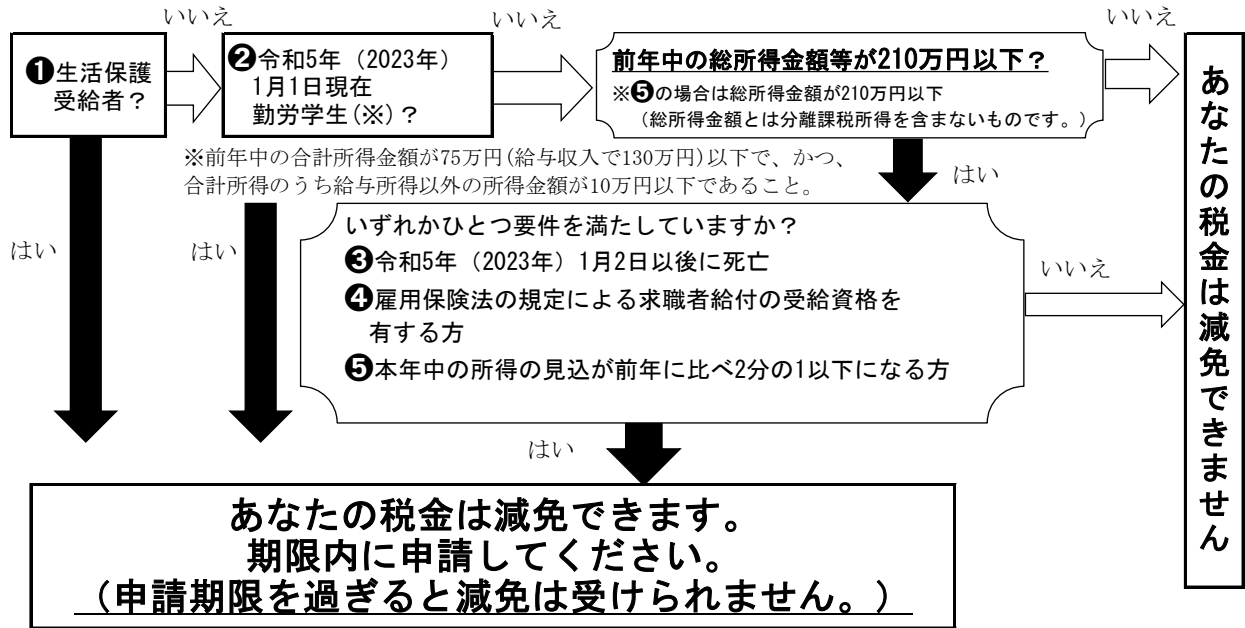 いいえ
いいえ
いいえ
❶生活保護
受給者？
❷令和5年（2023年）
1月1日現在
勤労学生(※)？
前年中の総所得金額等が210万円以下？
※❺の場合は総所得金額が210万円以下
（総所得金額とは分離課税所得を含まないものです。）
※前年中の合計所得金額が75万円(給与収入で130万円)以下で、かつ、
合計所得のうち給与所得以外の所得金額が10万円以下であること。
はい
はい
はい
いずれかひとつ要件を満たしていますか？
❸令和5年（2023年）1月2日以後に死亡
❹雇用保険法の規定による求職者給付の受給資格を
有する方
❺本年中の所得の見込が前年に比べ2分の1以下になる方
いいえ
はい
あなたの税金は減免できません
あなたの税金は減免できます。
期限内に申請してください。
（申請期限を過ぎると減免は受けられません。）